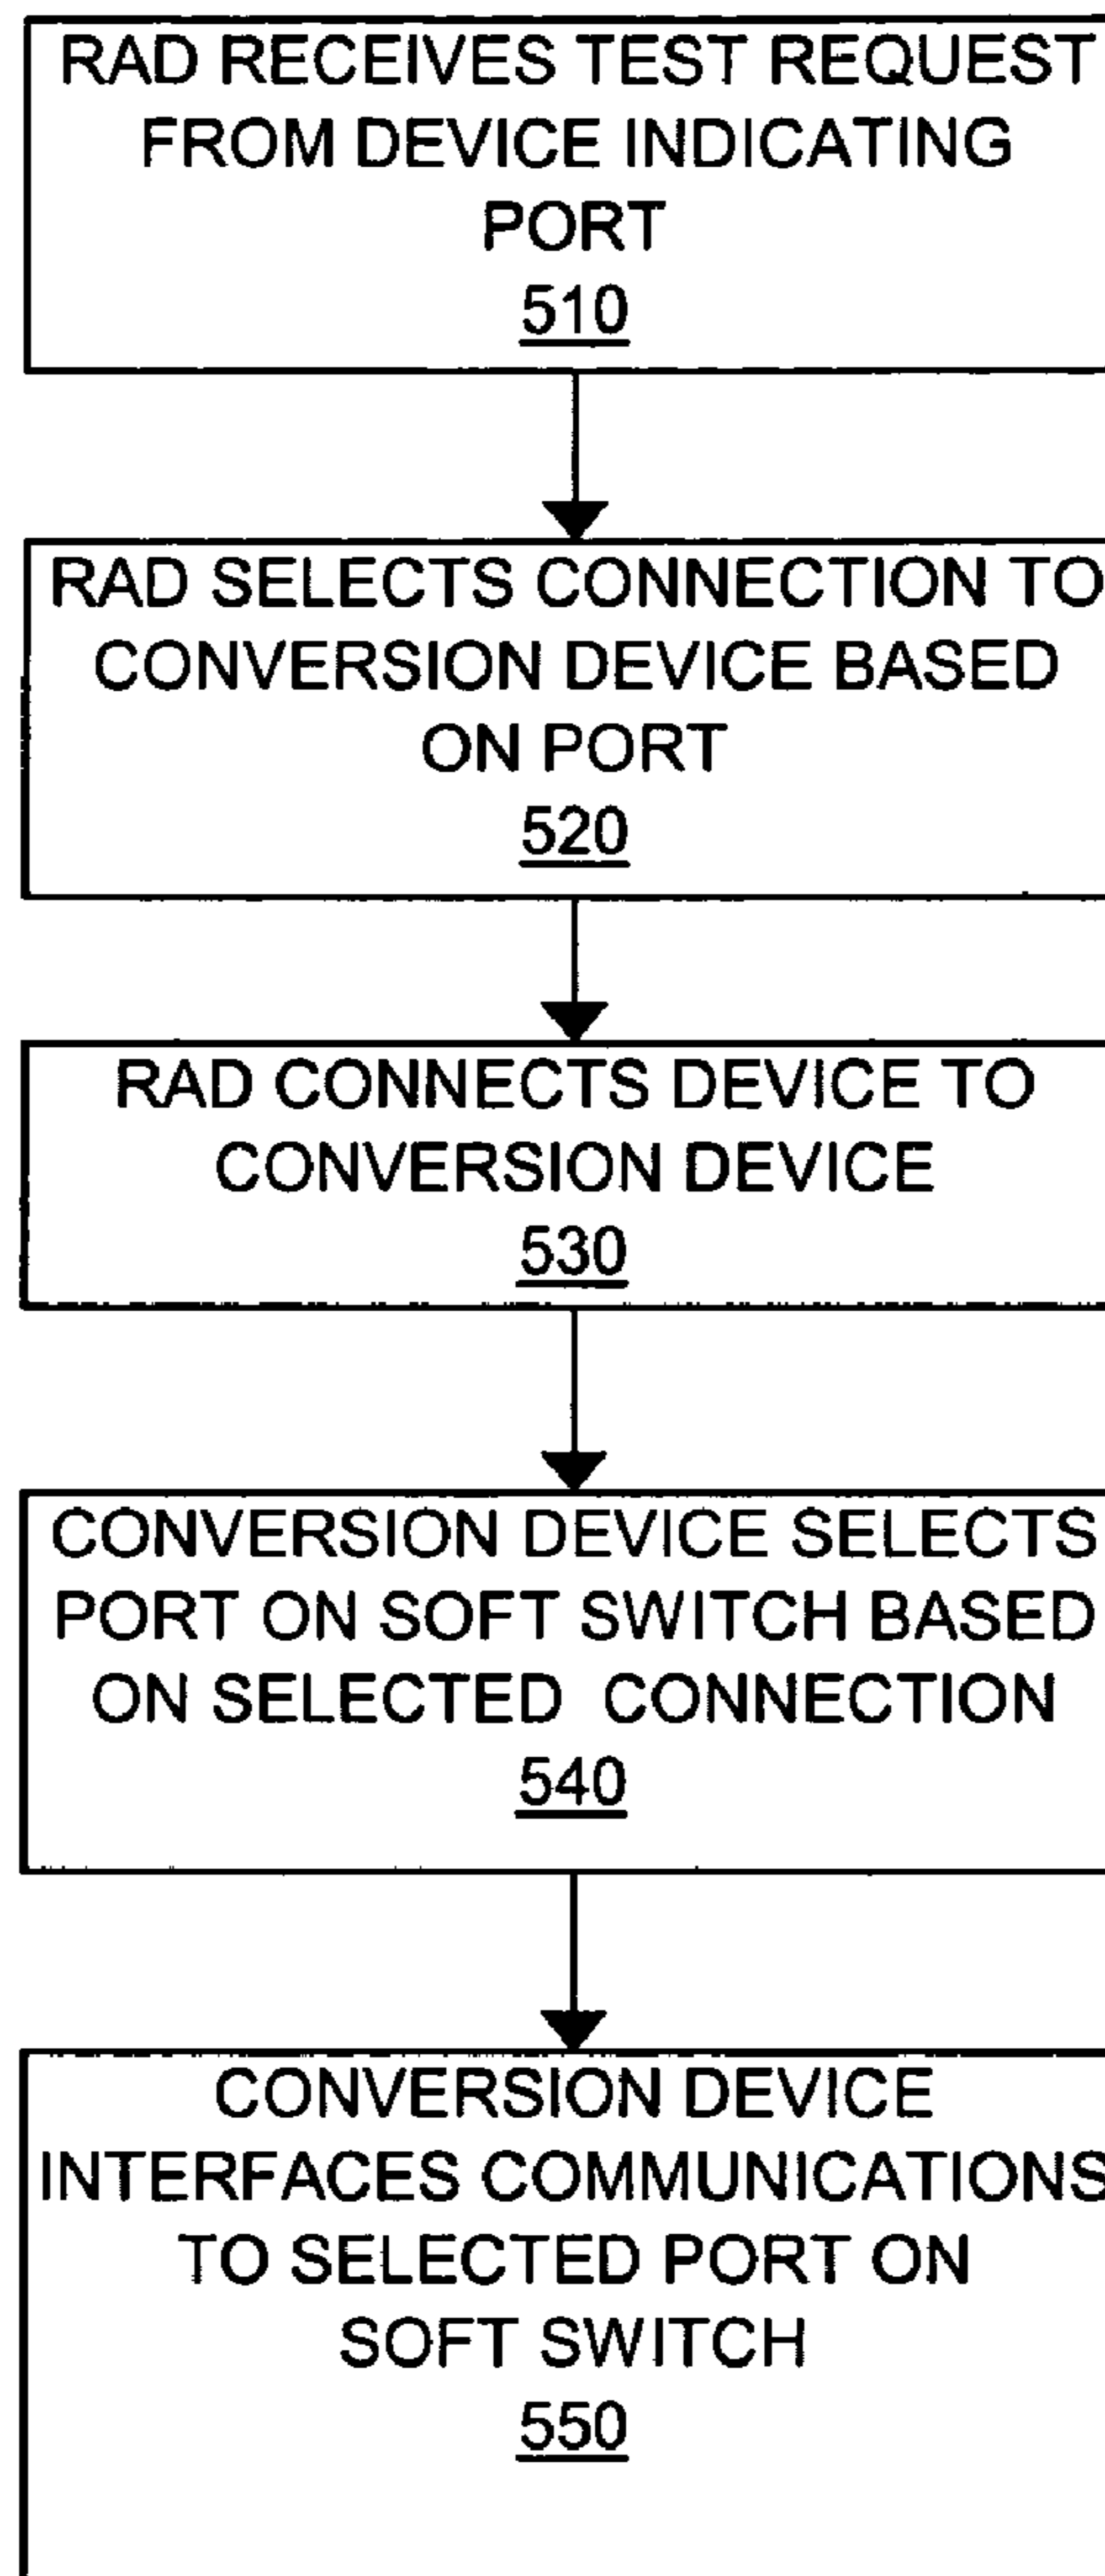 RAD RECEIVES TEST REQUEST
FROM DEVICE INDICATING
PORT
510
RAD SELECTS CONNECTION TO
CONVERSION DEVICE BASED
ON PORT
520
RAD CONNECTS DEVICE TO
CONVERSION DEVICE
530
CONVERSION DEVICE SELECTS
PORT ON SOFT SWITCH BASED
ON SELECTED CONNECTION
540
CONVERSION DEVICE
INTERFACES COMMUNICATIONS
TO SELECTED PORT ON
SOFT SWITCH
550